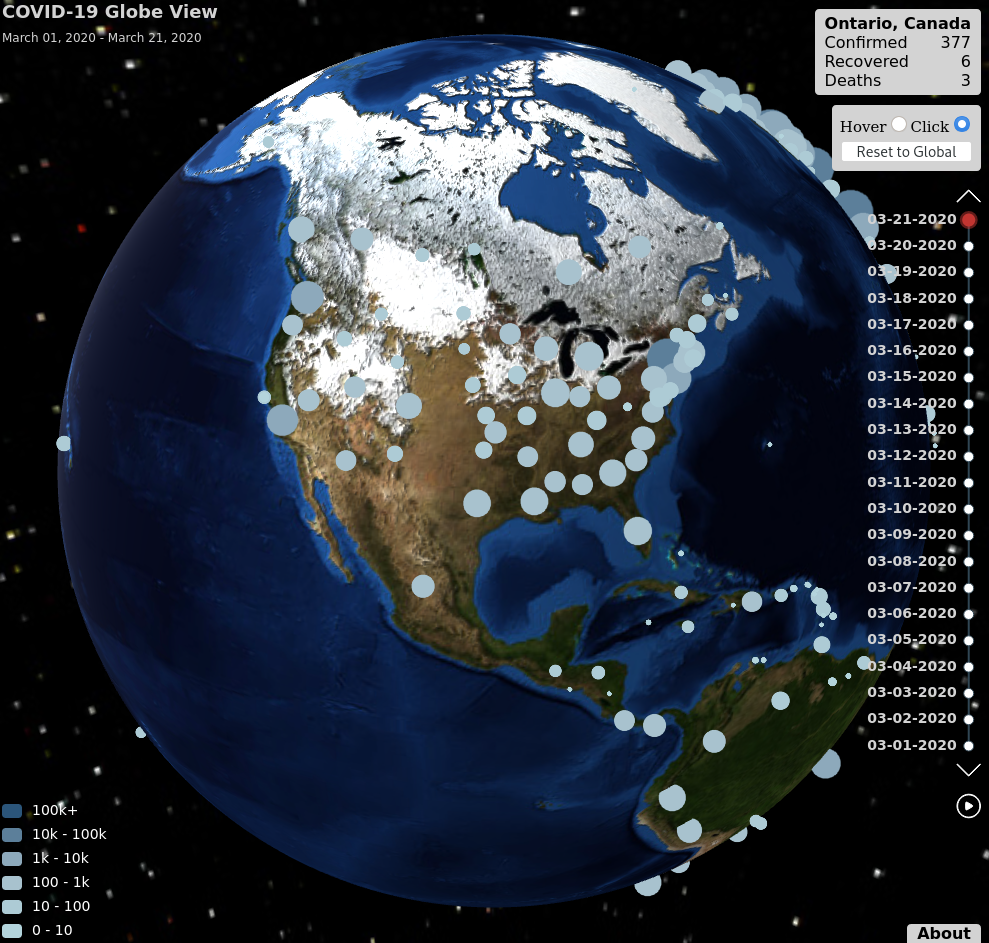 COVID-19 Globe View
March 01, 2020 - March 21, 2020
Ontario, Canada
Confirmed 377
Recovered 6
Deaths 3
Hover Click
Reset to Global
03-21-2020
03-20-2020
03-19-2020
03-18-2020
03-17-2020
03-16-2020
03-15-2020
03-14-2020
03-13-2020
03-12-2020
03-11-2020
03-10-2020
03-09-2020
03-08-2020
03-07-2020
03-06-2020
03-05-2020
03-04-2020
03-03-2020
03-02-2020
03-01-2020
100k+
10k - 100k
1k - 10k
100 - 1k
10 - 100
0 - 10
About